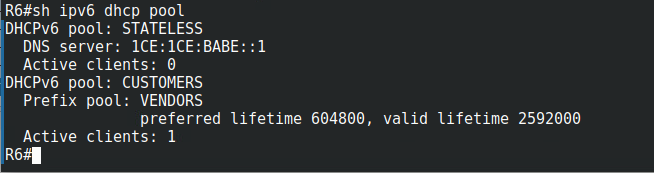 R6#sh ipv6 dhcp pool
DHCPv6 pool: STATELESS
  DNS server: 1CE:1CE:BABE::1
  Active clients: 0
DHCPv6 pool: CUSTOMERS
  Prefix pool: VENDORS
               preferred lifetime 604800, valid lifetime 2592000
  Active clients: 1
R6#